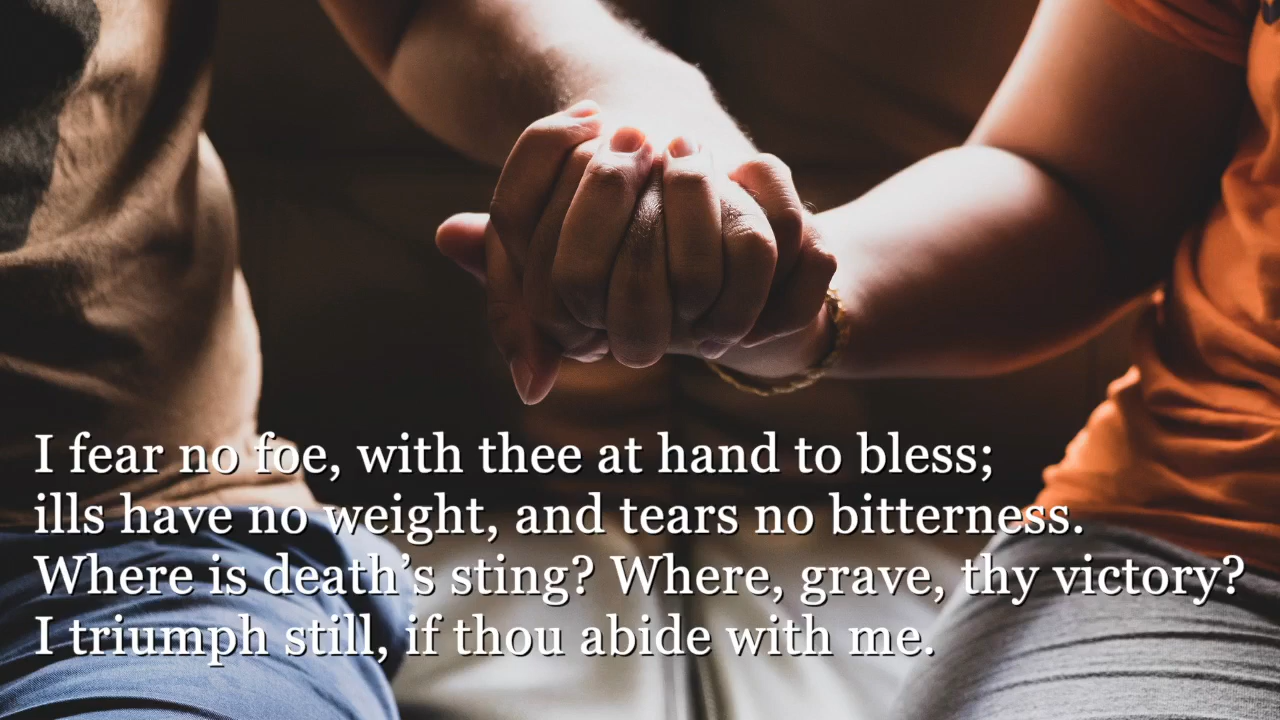 I fear no foe, with thee at hand to bless;
ills have no weight, and tears no bitterness.
Where is death’s sting? Where, grave, thy victory?
I triumph still, if thou abide with me.